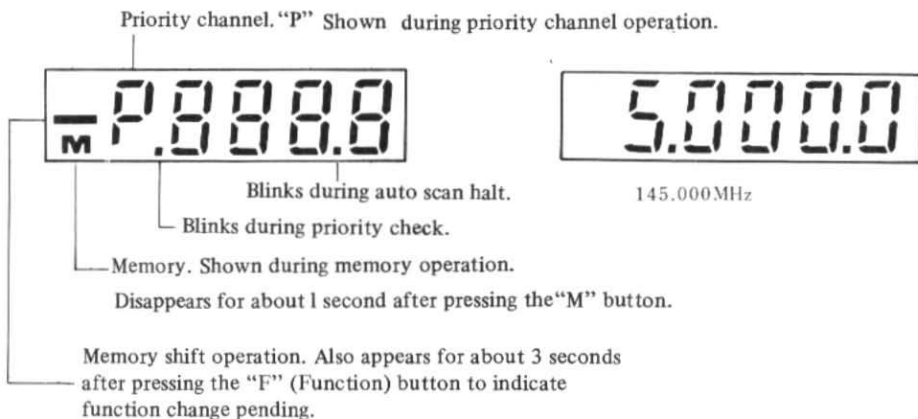 Priority channel. “P” Shown during priority channel operation.
M P.888.8
5.000.0
Blinks during auto scan halt.
145.000MHz
Blinks during priority check.
Memory. Shown during memory operation.
Disappears for about 1 second after pressing the“M” button.
Memory shift operation. Also appears for about 3 seconds
after pressing the “F” (Function) button to indicate
function change pending.